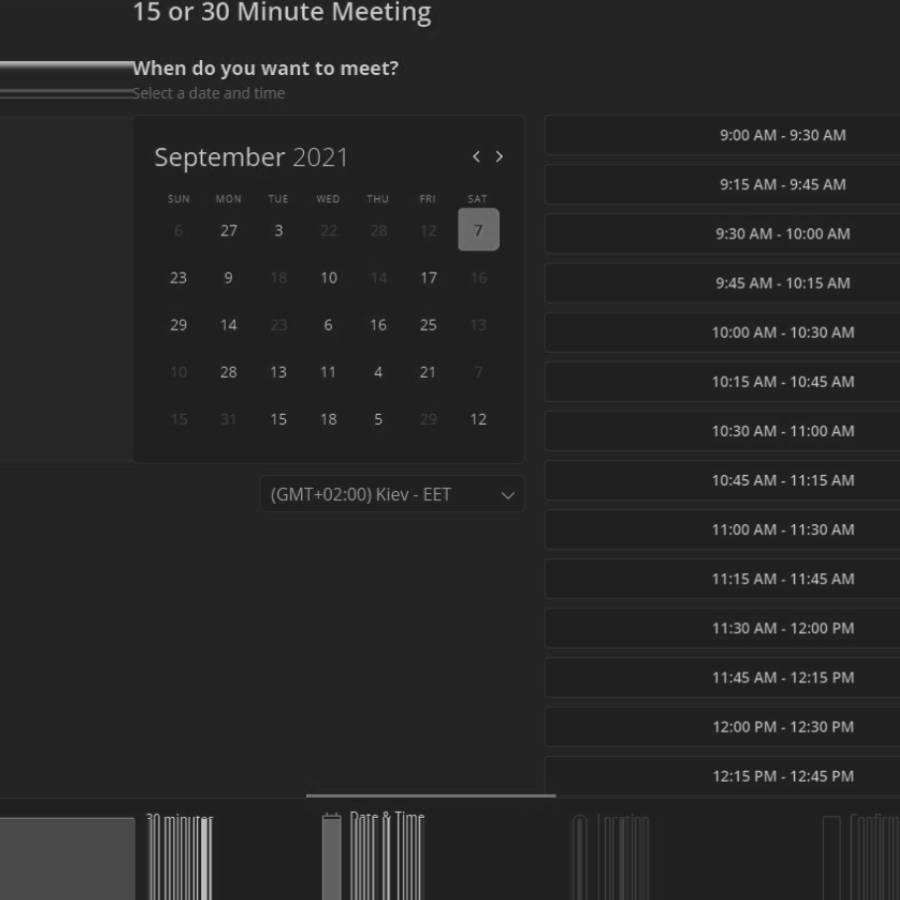 15 or 30 Minute Meeting
When do you want to meet?
Select a date and time
September 2021
SUN MON TUE WED THU FRI SAT
6 27 3 22 28 12 7
23 9 18 10 14 17 16
29 14 23 6 16 25 13
10 28 13 11 4 21 7
15 31 15 18 5 29 12
(GMT+02:00) Kiev - EET
9:00 AM - 9:30 AM
9:15 AM - 9:45 AM
9:30 AM - 10:00 AM
9:45 AM - 10:15 AM
10:00 AM - 10:30 AM
10:15 AM - 10:45 AM
10:30 AM - 11:00 AM
10:45 AM - 11:15 AM
11:00 AM - 11:30 AM
11:15 AM - 11:45 AM
11:30 AM - 12:00 PM
11:45 AM - 12:15 PM
12:00 PM - 12:30 PM
12:15 PM - 12:45 PM
30 minutes
Date & Time
Location